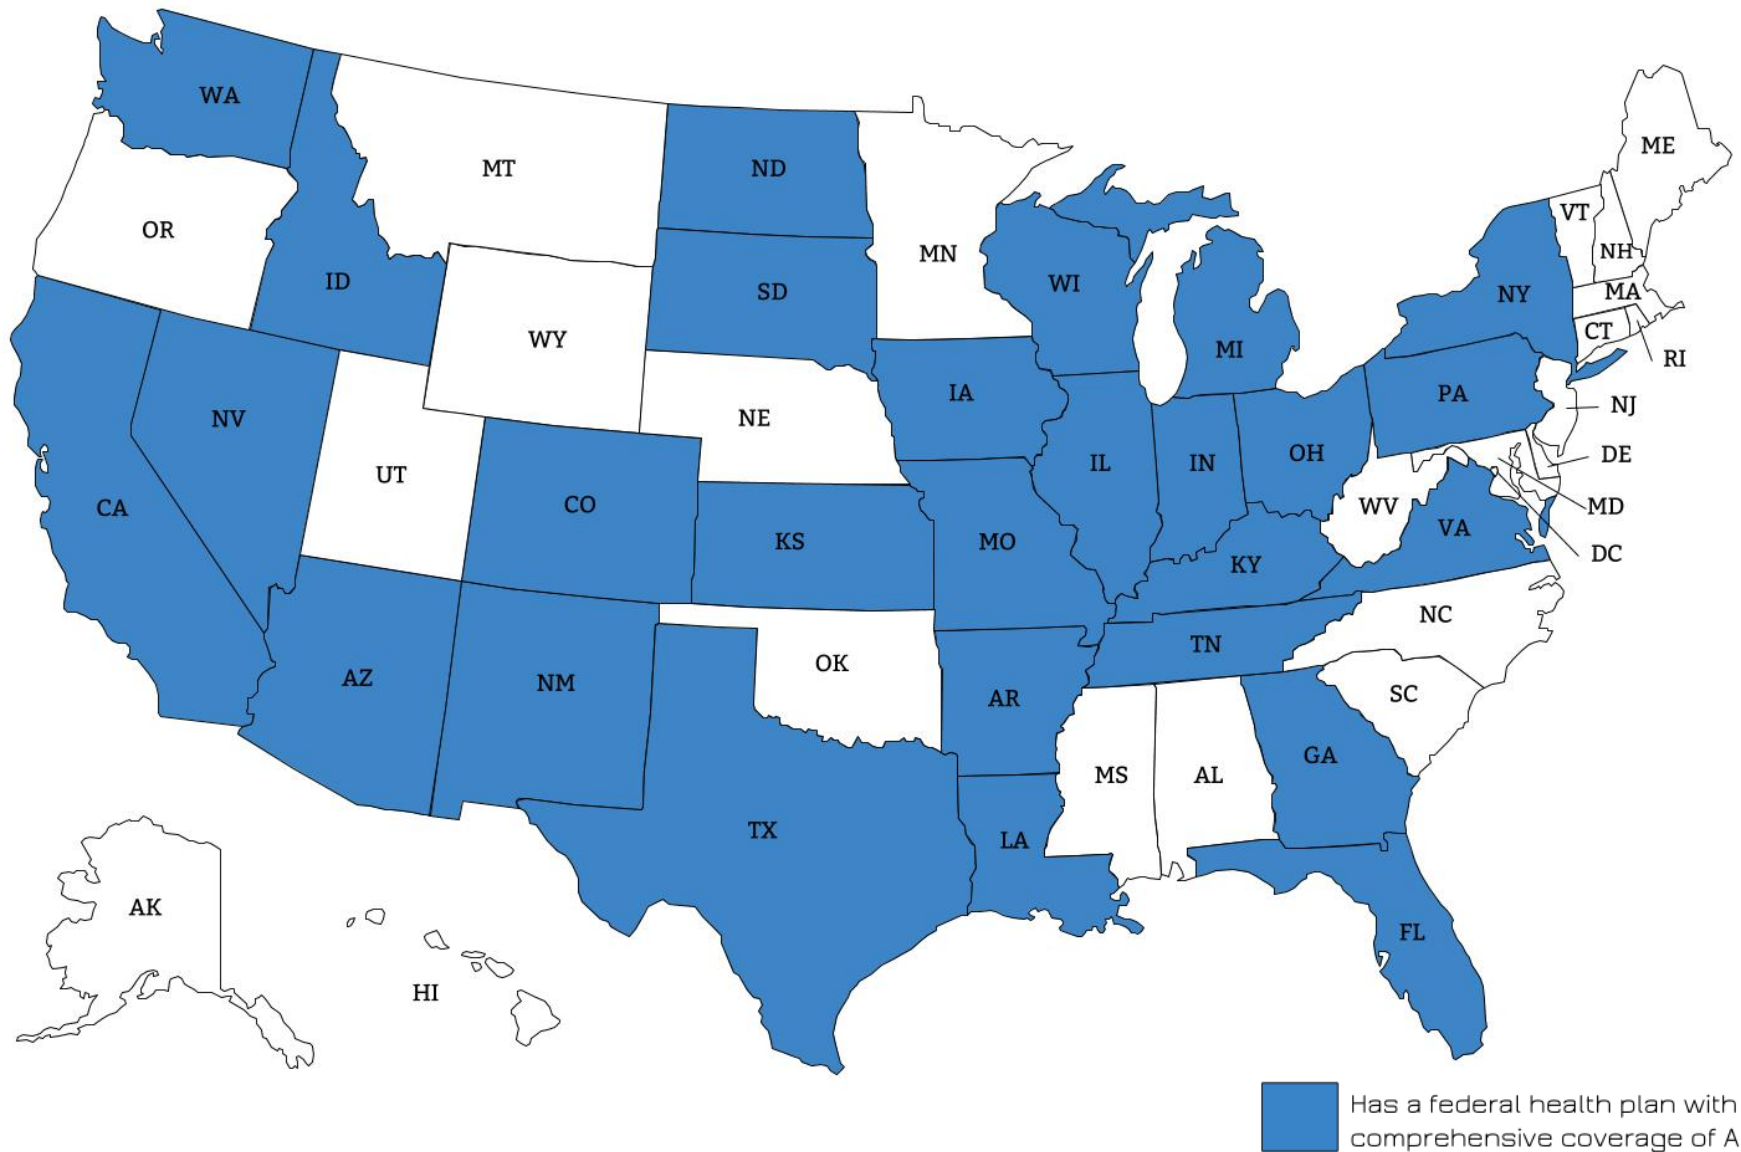 WA
MT
ND
ME
OR
MN
VT
NH
ID
SD
WI
NY
MA
CT
WY
MI
RI
NV
NE
IA
PA
NJ
UT
CO
IL
IN
OH
DE
CA
KS
MO
WV
VA
MD
DC
KY
AZ
NM
OK
AR
TN
NC
SC
TX
LA
MS
AL
GA
AK
HI
FL
Has a federal health plan with
comprehensive coverage of A